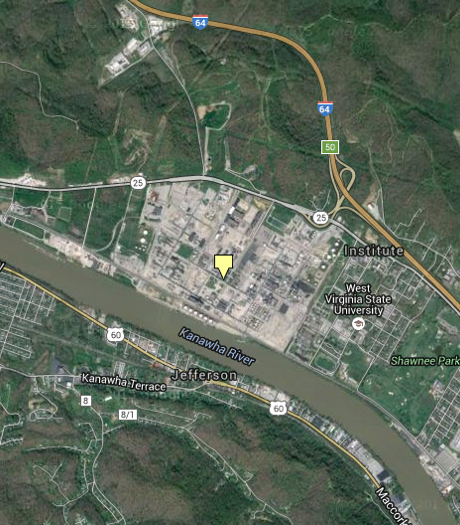 64
64
50
25
25
Institute
West
Virginia State
University
60
Kanawha River
Shawnee Park
Jefferson
Kanawha Terrace
8
8/1
60